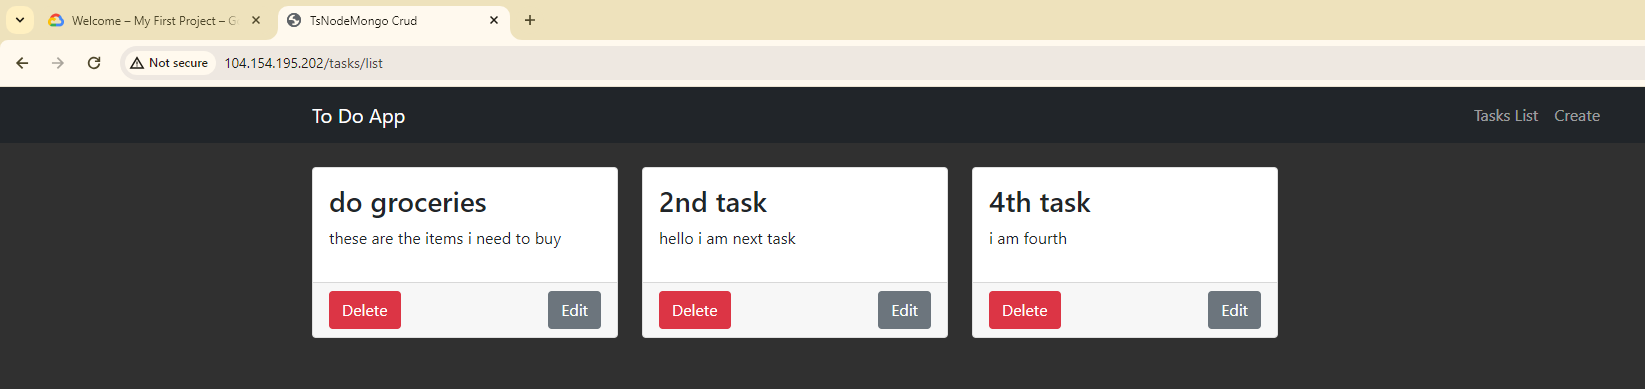 Welcome – My First Project – G
TsNodeMongo Crud
Not secure
104.154.195.202/tasks/list
To Do App
Tasks List
Create
do groceries
these are the items i need to buy
Delete
Edit
2nd task
hello i am next task
Delete
Edit
4th task
i am fourth
Delete
Edit